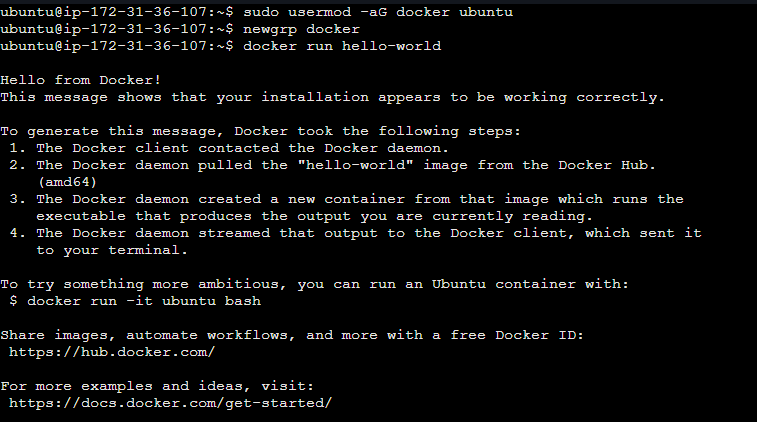 ubuntu@ip-172-31-36-107:~$ sudo usermod -aG docker ubuntu
ubuntu@ip-172-31-36-107:~$ newgrp docker
ubuntu@ip-172-31-36-107:~$ docker run hello-world

Hello from Docker!
This message shows that your installation appears to be working correctly.

To generate this message, Docker took the following steps:
 1. The Docker client contacted the Docker daemon.
 2. The Docker daemon pulled the "hello-world" image from the Docker Hub.
    (amd64)
 3. The Docker daemon created a new container from that image which runs the
    executable that produces the output you are currently reading.
 4. The Docker daemon streamed that output to the Docker client, which sent it
    to your terminal.

To try something more ambitious, you can run an Ubuntu container with:
 $ docker run -it ubuntu bash

Share images, automate workflows, and more with a free Docker ID:
 https://hub.docker.com/

For more examples and ideas, visit:
 https://docs.docker.com/get-started/